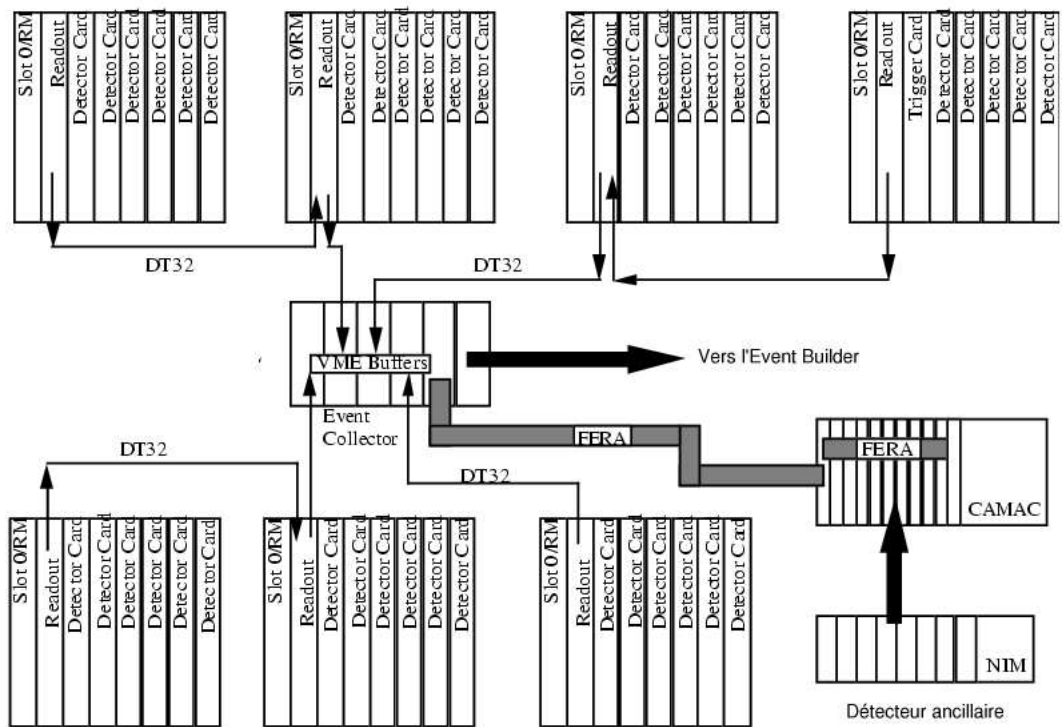 Slot 0/RM
Readout
Detector Card
Detector Card
Detector Card
Detector Card
Detector Card
Detector Card
Slot 0/RM
Readout
Detector Card
Detector Card
Detector Card
Detector Card
Detector Card
Detector Card
Slot 0/RM
Readout
Detector Card
Detector Card
Detector Card
Detector Card
Detector Card
Detector Card
Slot 0/RM
Readout
Trigger Card
Detector Card
Detector Card
Detector Card
Detector Card
Detector Card
DT32
DT32
VME Buffers
Vers l'Event Builder
Event
Collector
FERA
FERA
CAMAC
DT32
DT32
Slot 0/RM
Readout
Detector Card
Detector Card
Detector Card
Detector Card
Detector Card
Detector Card
Slot 0/RM
Readout
Detector Card
Detector Card
Detector Card
Detector Card
Detector Card
Detector Card
Slot 0/RM
Readout
Detector Card
Detector Card
Detector Card
Detector Card
Detector Card
Detector Card
NIM
Détecteur ancillaire